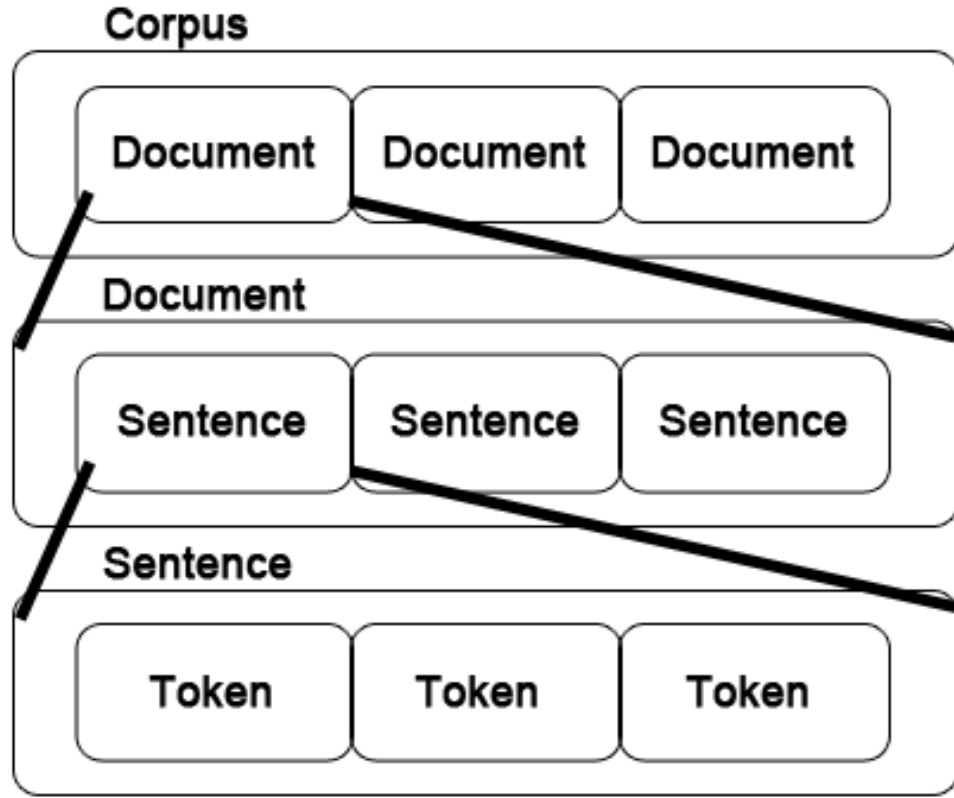 Corpus
Document Document Document
Document
Sentence Sentence Sentence
Sentence
Token Token Token